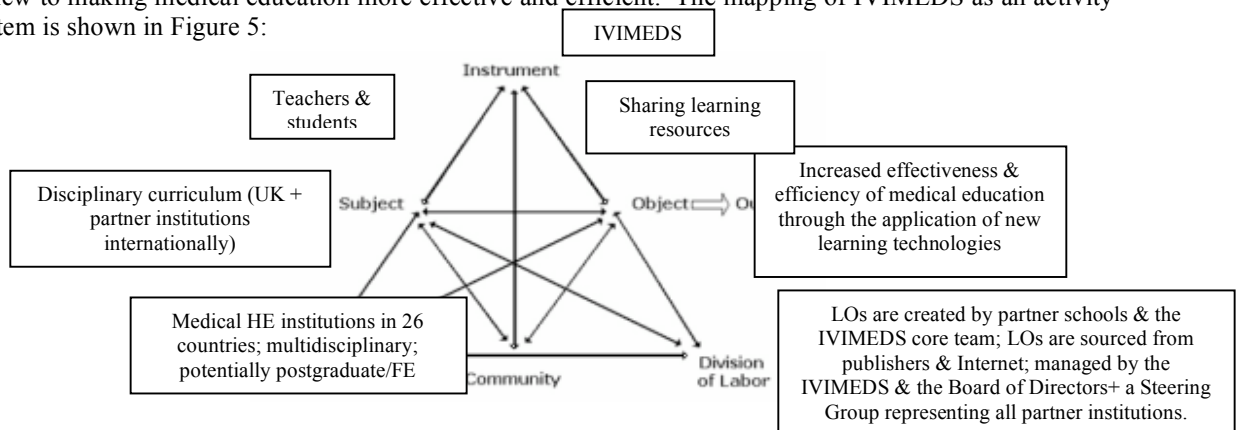 new to making medical education more effective and efficient. The mapping of IVIMEDS as an activity
tem is shown in Figure 5:
IVIMEDS
Instrument
Teachers &
students
Sharing learning
resources
Disciplinary curriculum (UK +
partner institutions
internationally)
Subject
Object
Increased effectiveness &
efficiency of medical education
through the application of new
learning technologies
Medical HE institutions in 26
countries; multidisciplinary;
potentially postgraduate/FE
Community
Division
of Labor
LOs are created by partner schools & the
IVIMEDS core team; LOs are sourced from
publishers & Internet; managed by the
IVIMEDS & the Board of Directors+ a Steering
Group representing all partner institutions.